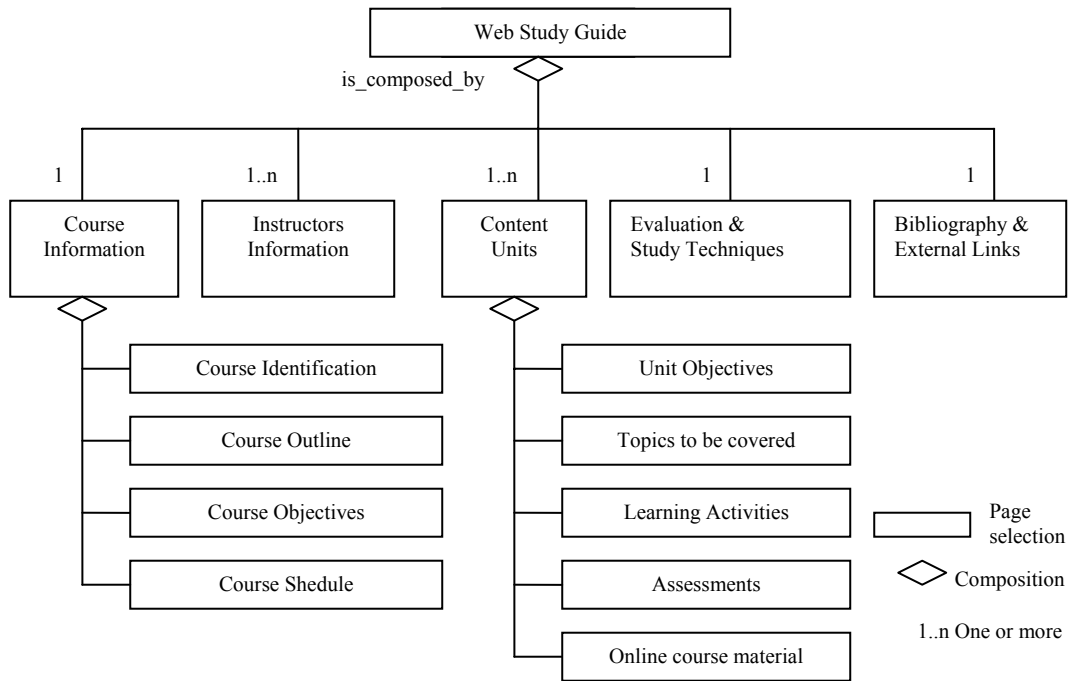 Web Study Guide
is_composed_by
1
1..n
1..n
1
1
Course
Information
Instructors
Information
Content
Units
Evaluation &
Study Techniques
Bibliography &
External Links
Course Identification
Course Outline
Course Objectives
Course Shedule
Unit Objectives
Topics to be covered
Learning Activities
Assessments
Online course material
Page
selection
Composition
1..n One or more